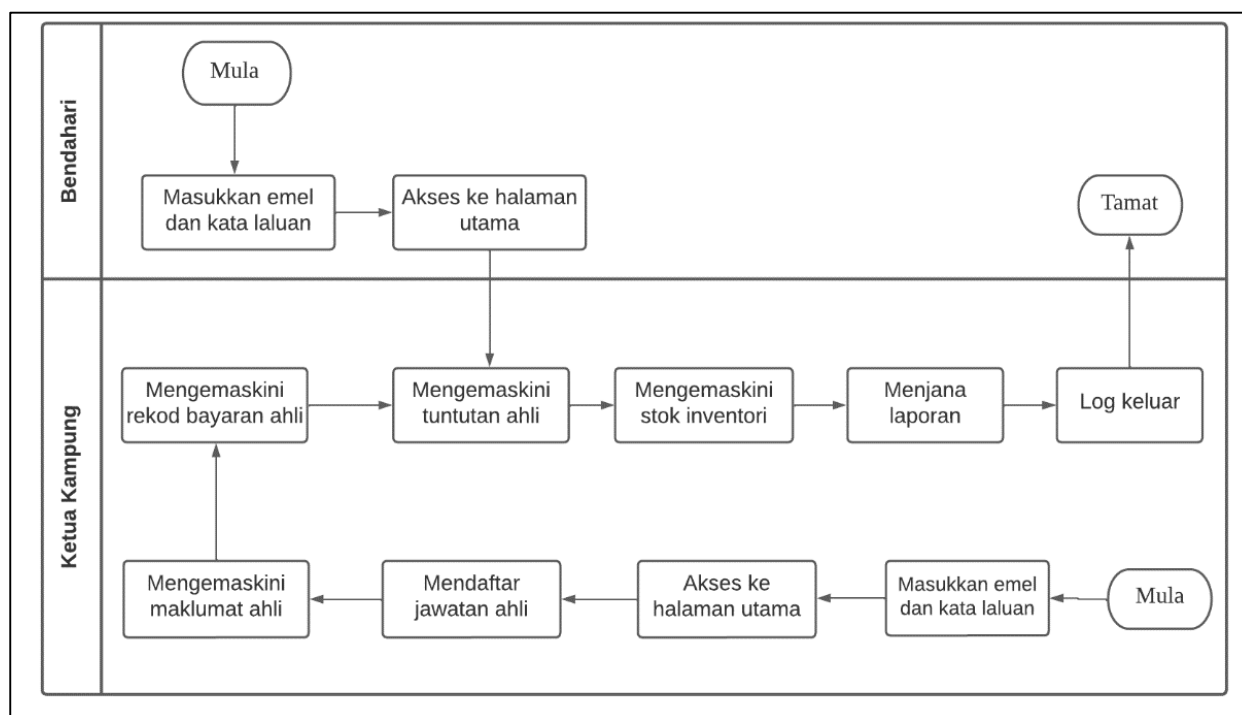 Bendahari
Mula
Masukkan emel
dan kata laluan
Akses ke halaman
utama
Tamat
Ketua Kampung
Mengemaskini
rekod bayaran ahli
Mengemaskini
tuntutan ahli
Mengemaskini
stok inventori
Menjana
laporan
Log keluar
Mengemaskini
maklumat ahli
Mendaftar
jawatan ahli
Akses ke
halaman utama
Masukkan emel
dan kata laluan
Mula